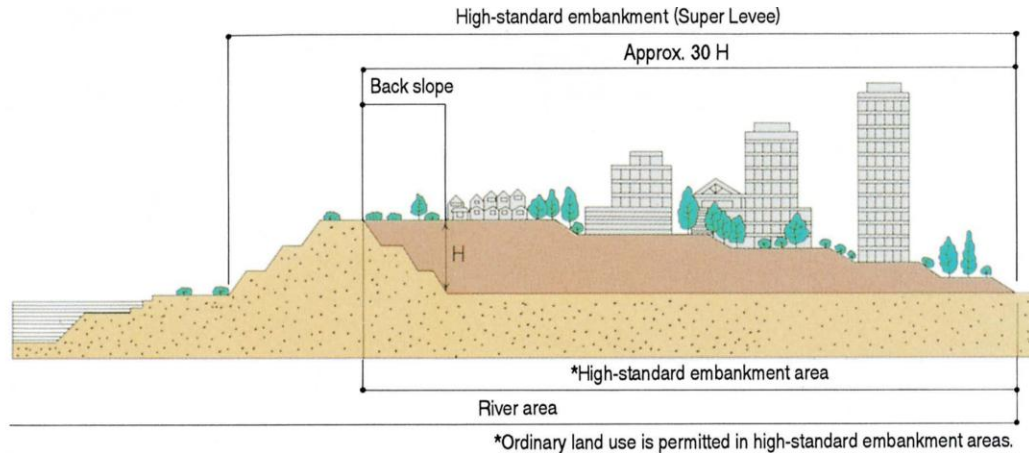 High-standard embankment (Super Levee)
Approx. 30 H
Back slope
H
*High-standard embankment area
River area
*Ordinary land use is permitted in high-standard embankment areas.